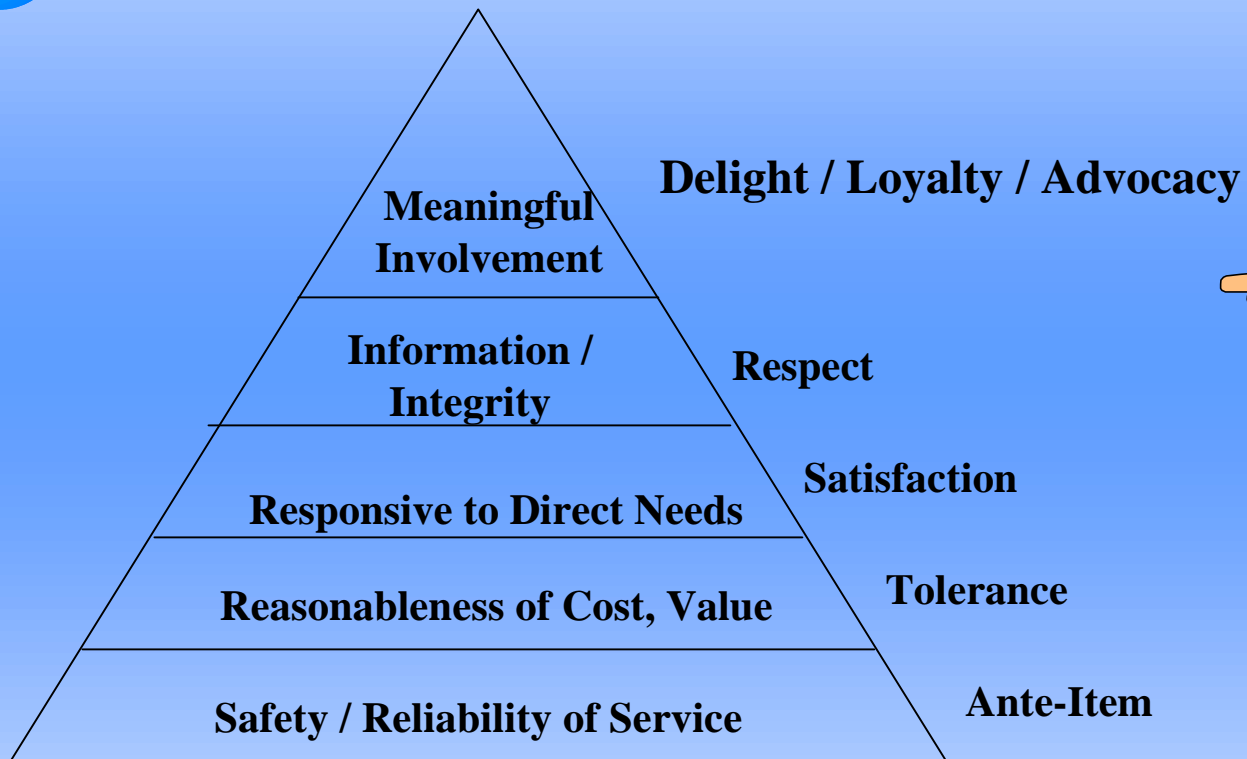 Delight / Loyalty / Advocacy
Meaningful
Involvement
Information /
Integrity
Respect
Satisfaction
Responsive to Direct Needs
Tolerance
Reasonableness of Cost, Value
Ante-Item
Safety / Reliability of Service